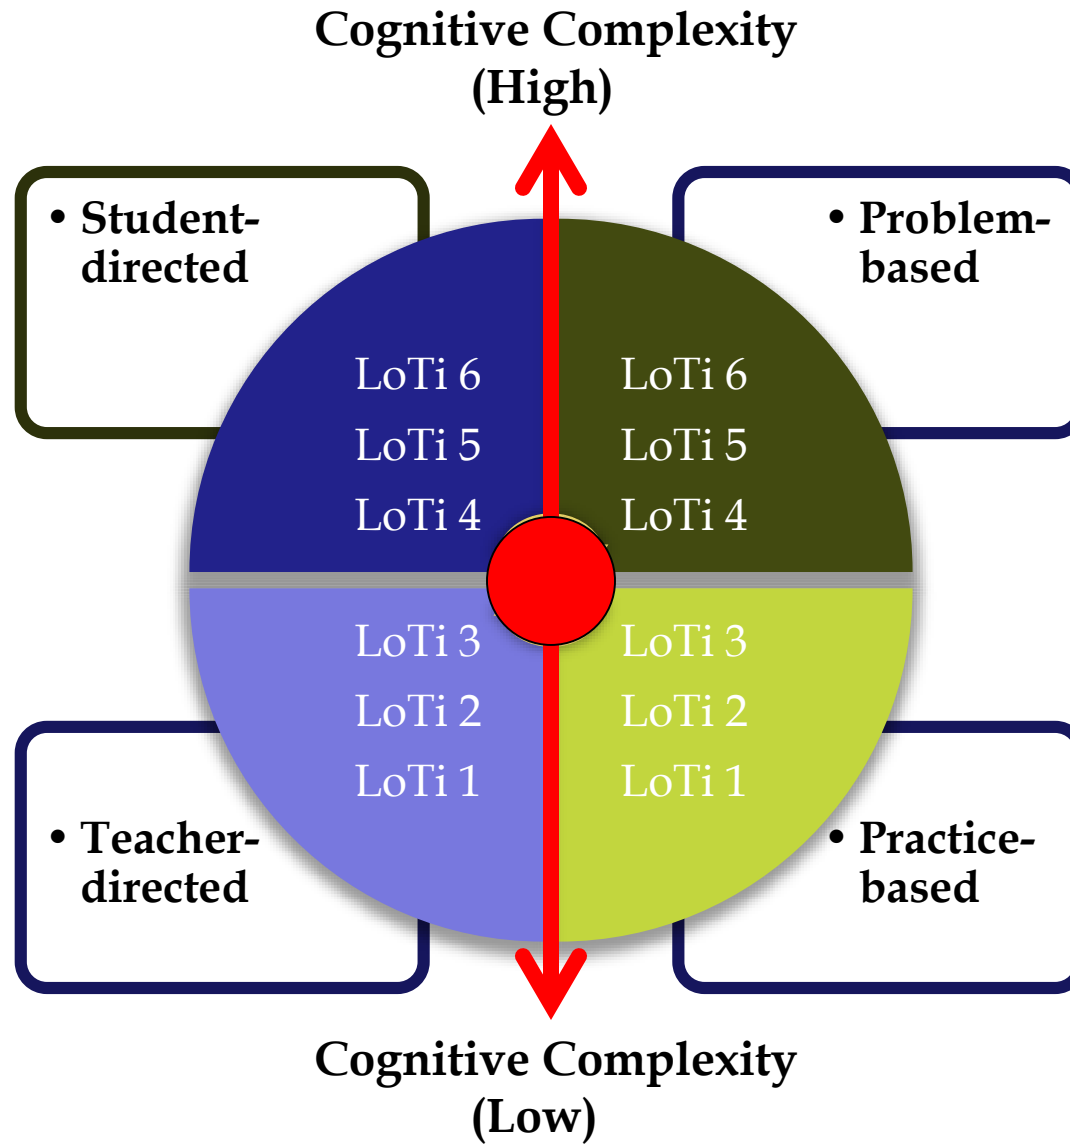 Cognitive Complexity
(High)
• Student-
directed
• Problem-
based
LoTi 6
LoTi 5
LoTi 4
LoTi 6
LoTi 5
LoTi 4
LoTi 3
LoTi 2
LoTi 1
LoTi 3
LoTi 2
LoTi 1
• Teacher-
directed
• Practice-
based
Cognitive Complexity
(Low)